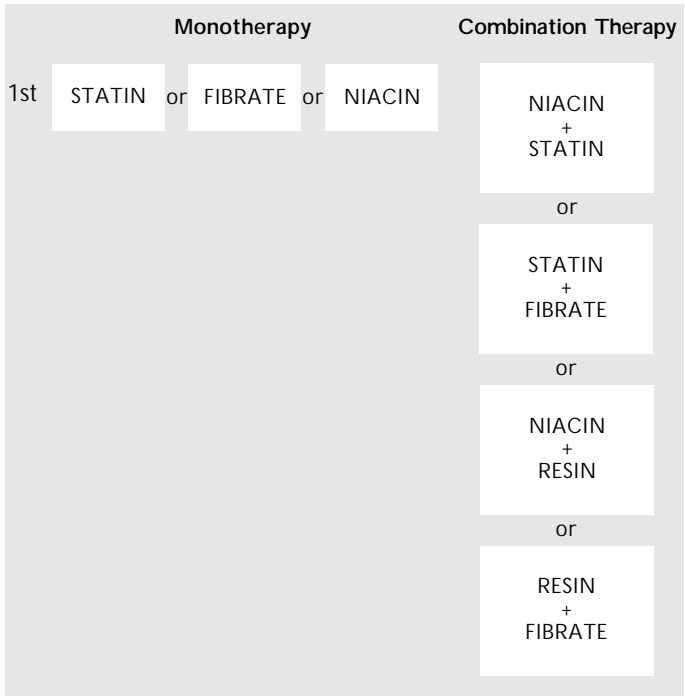 Monotherapy
Combination Therapy
1st STATIN or FIBRATE or NIACIN
NIACIN
+
STATIN
or
STATIN
+
FIBRATE
or
NIACIN
+
RESIN
or
RESIN
+
FIBRATE